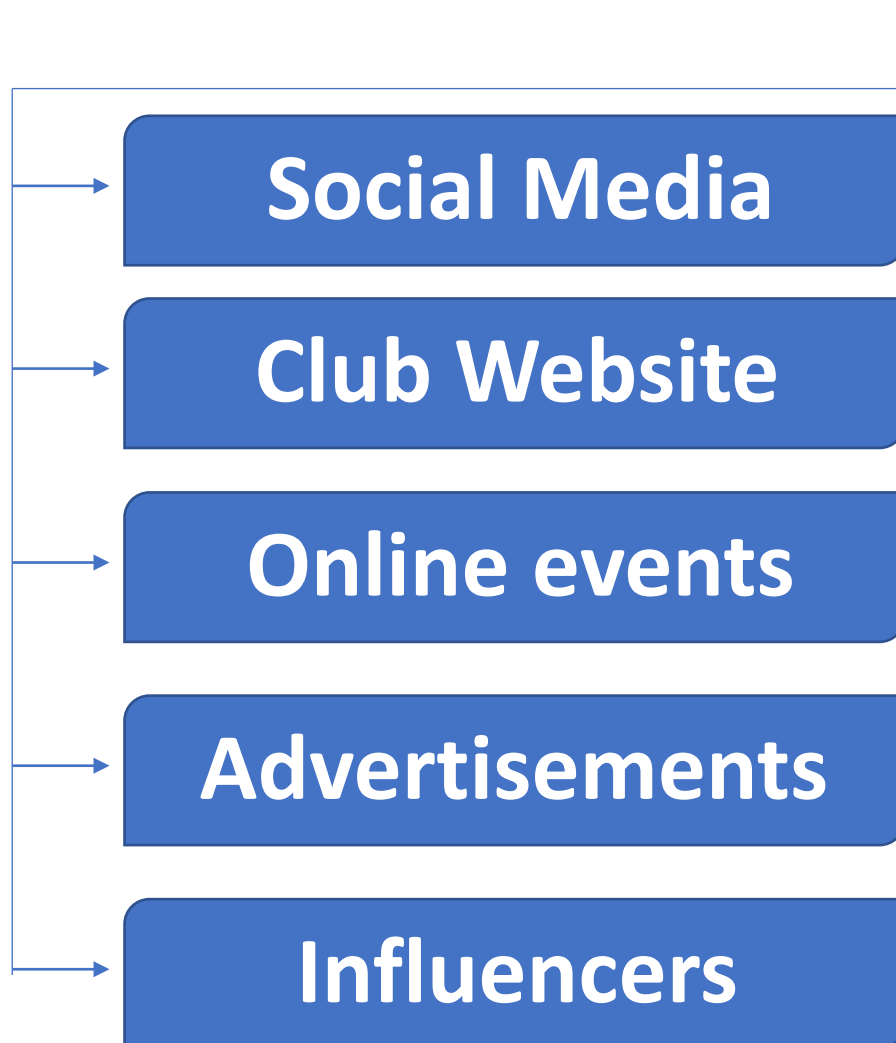 Social Media
Club Website
Online events
Advertisements
Influencers